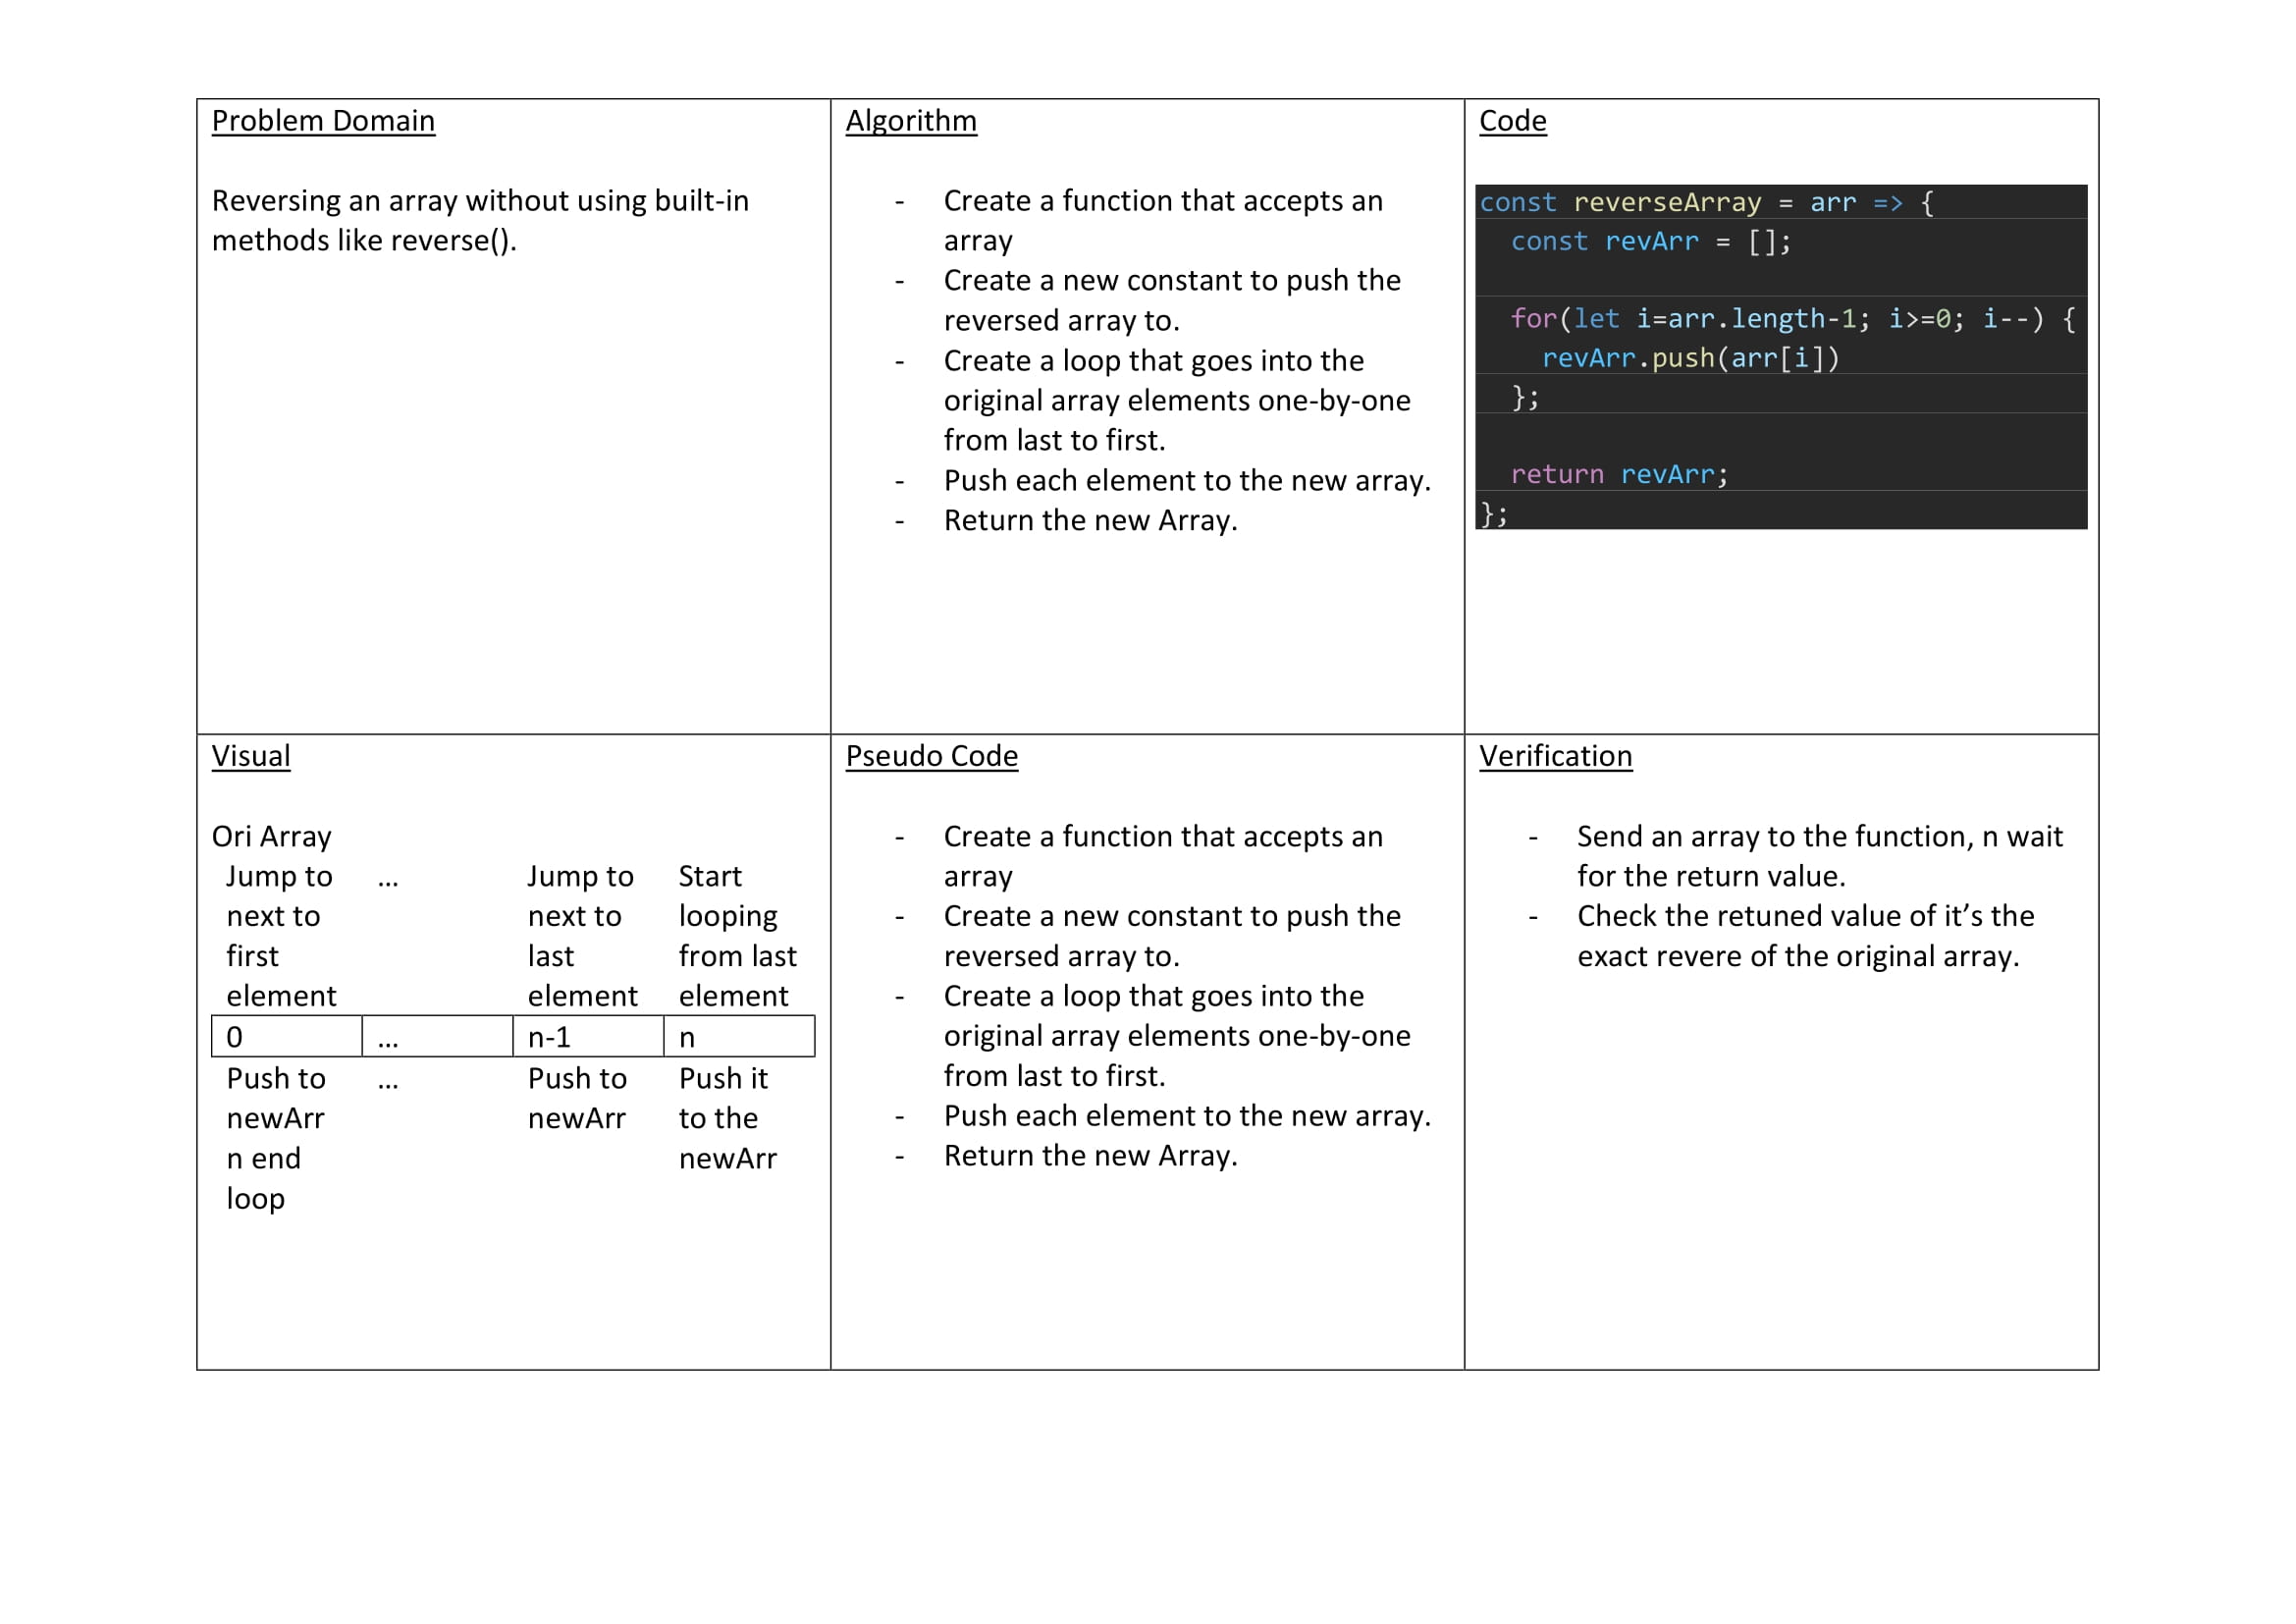 Problem Domain
Reversing an array without using built-in
methods like reverse().
Algorithm
- Create a function that accepts an
array
- Create a new constant to push the
reversed array to.
- Create a loop that goes into the
original array elements one-by-one
from last to first.
- Push each element to the new array.
- Return the new Array.
Code
const reverseArray = arr => {
  const revArr = [];
  for(let i=arr.length-1; i>=0; i--) {
    revArr.push(arr[i])
  };
  return revArr;
};
Visual
Ori Array
Jump to ... Jump to Start
next to next to looping
first last from last
element element element
0 ... n-1 n
Push to ... Push to Push it
newArr newArr to the
n end newArr
loop
Pseudo Code
- Create a function that accepts an
array
- Create a new constant to push the
reversed array to.
- Create a loop that goes into the
original array elements one-by-one
from last to first.
- Push each element to the new array.
- Return the new Array.
Verification
- Send an array to the function, n wait
for the return value.
- Check the retuned value of it’s the
exact revere of the original array.